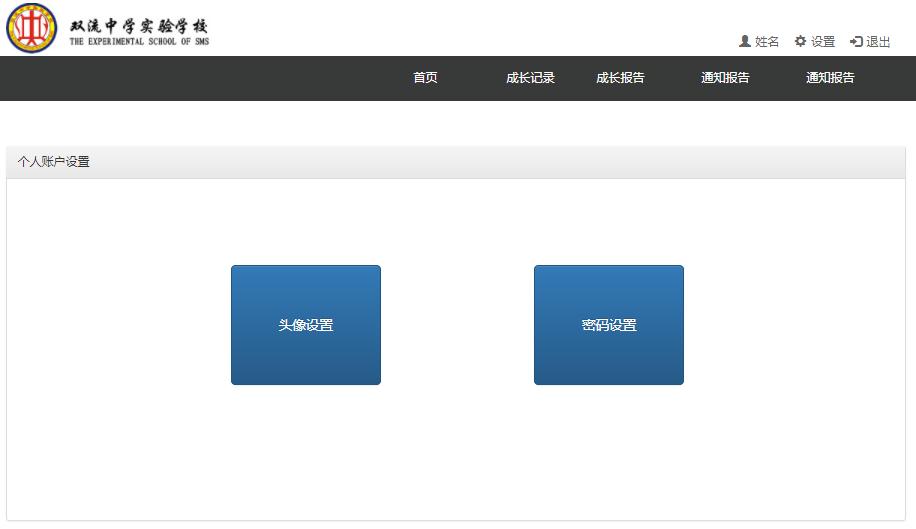 双流中学实验学校
THE EXPERIMENTAL SCHOOL OF SMS
姓名 设置 退出
首页 成长记录 成长报告 通知报告 通知报告
个人账户设置
头像设置 密码设置